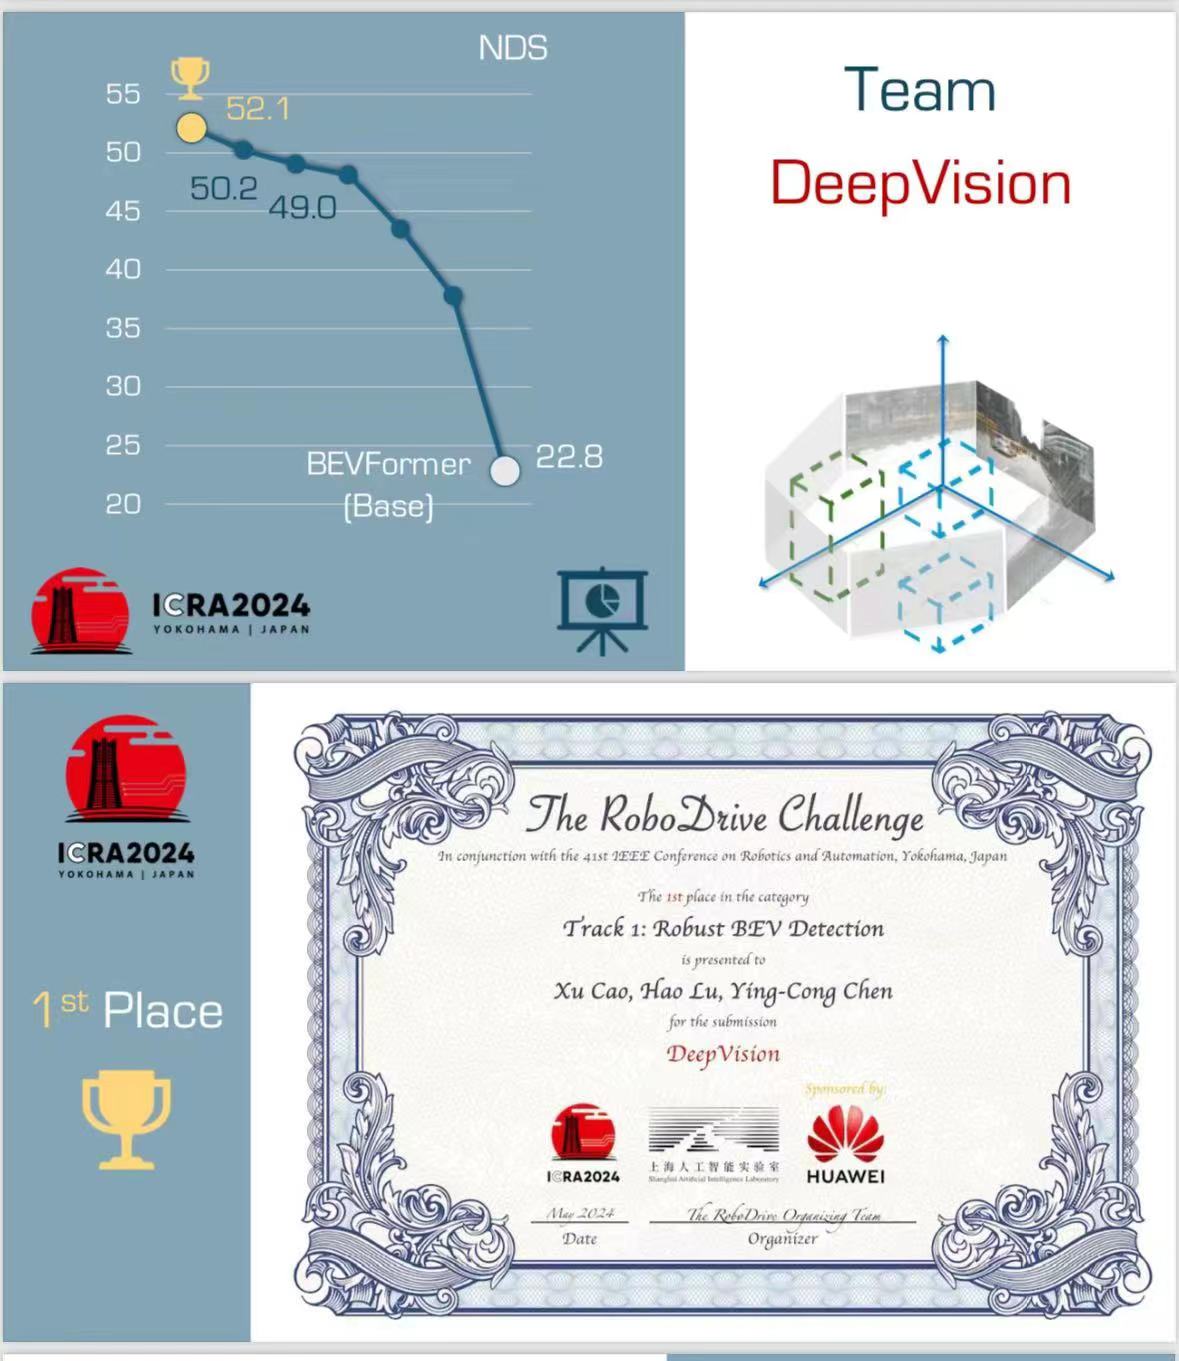 NDS
55
50
45
40
35
30
25
20
52.1
50.2
49.0
BEVFormer
(Base)
22.8
ICRA2024
YOKOHAMA | JAPAN
Team
DeepVision
ICRA2024
YOKOHAMA | JAPAN
1st Place
The RoboDrive Challenge
In conjunction with the 41st IEEE Conference on Robotics and Automation, Yokohama, Japan
The 1st place in the category
Track 1: Robust BEV Detection
is presented to
Xu Cao, Hao Lu, Ying-Cong Chen
for the submission
DeepVision
Sponsored by:
ICRA2024
上海人工智能实验室
Shanghai Artificial Intelligence Laboratory
HUAWEI
May 2024
The RoboDrive Organizing Team
Date
Organizer